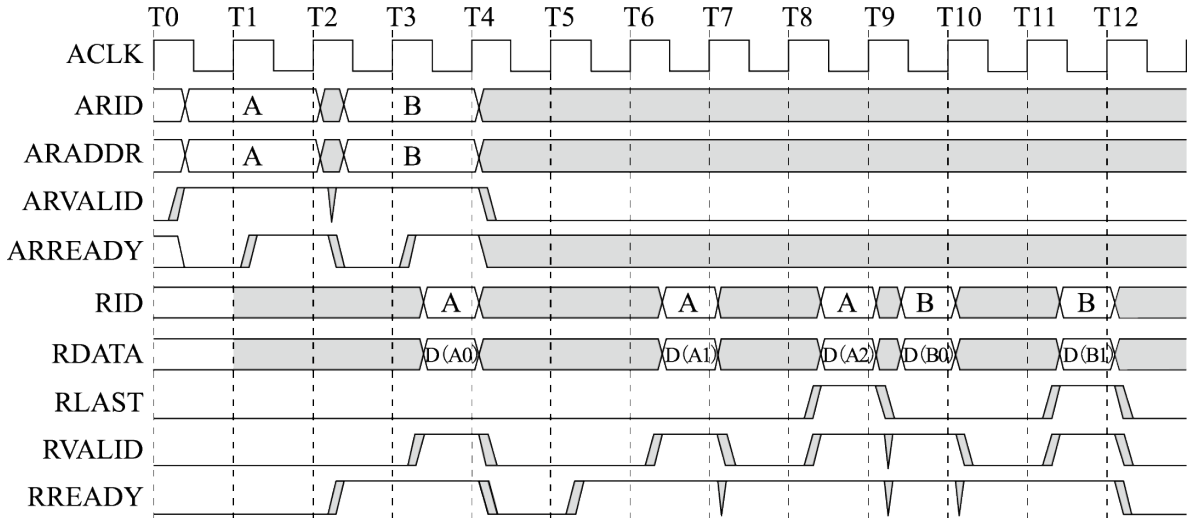 T0 T1 T2 T3 T4 T5 T6 T7 T8 T9 T10 T11 T12
ACLK
ARID A B
ARADDR A B
ARVALID
ARREADY
RID A A A B B
RDATA D(A0) D(A1) D(A2) D(B0) D(B1)
RLAST
RVALID
RREADY